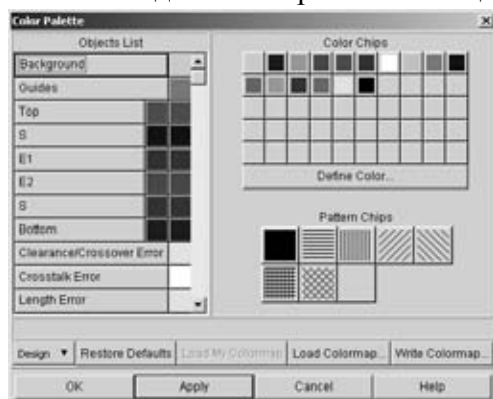 Color Palette
Objects List
Color Chips
Background
Guides
Top
S
E1
E2
S
Bottom
Clearance/Crossover Error
Crosstalk Error
Length Error
Define Color...
Pattern Chips
Design
Restore Defaults
Load My Colormap
Load Colormap...
Write Colormap...
OK
Apply
Cancel
Help